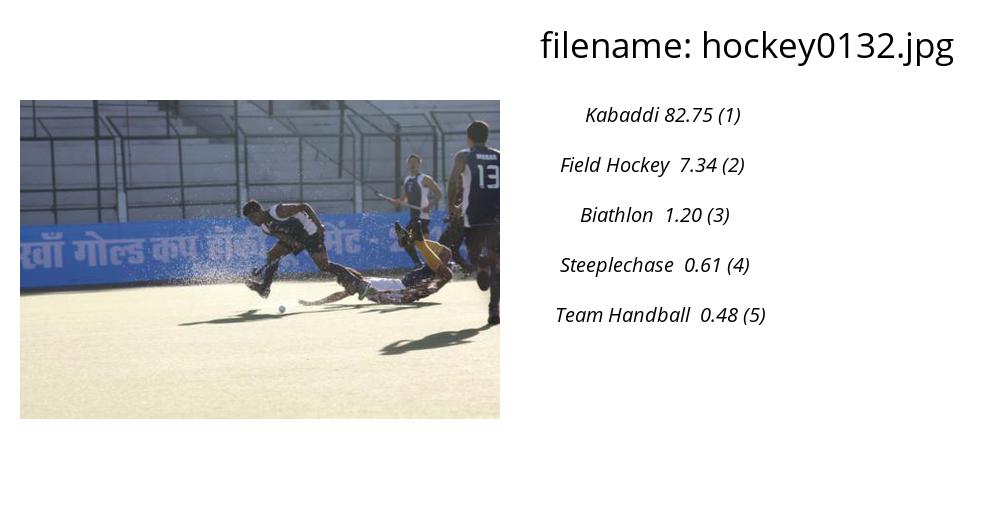 filename: hockey0132.jpg
Kabaddi 82.75 (1)
Field Hockey 7.34 (2)
Biathlon 1.20 (3)
Steeplechase 0.61 (4)
Team Handball 0.48 (5)
13
गोल्ड कप हॉकी